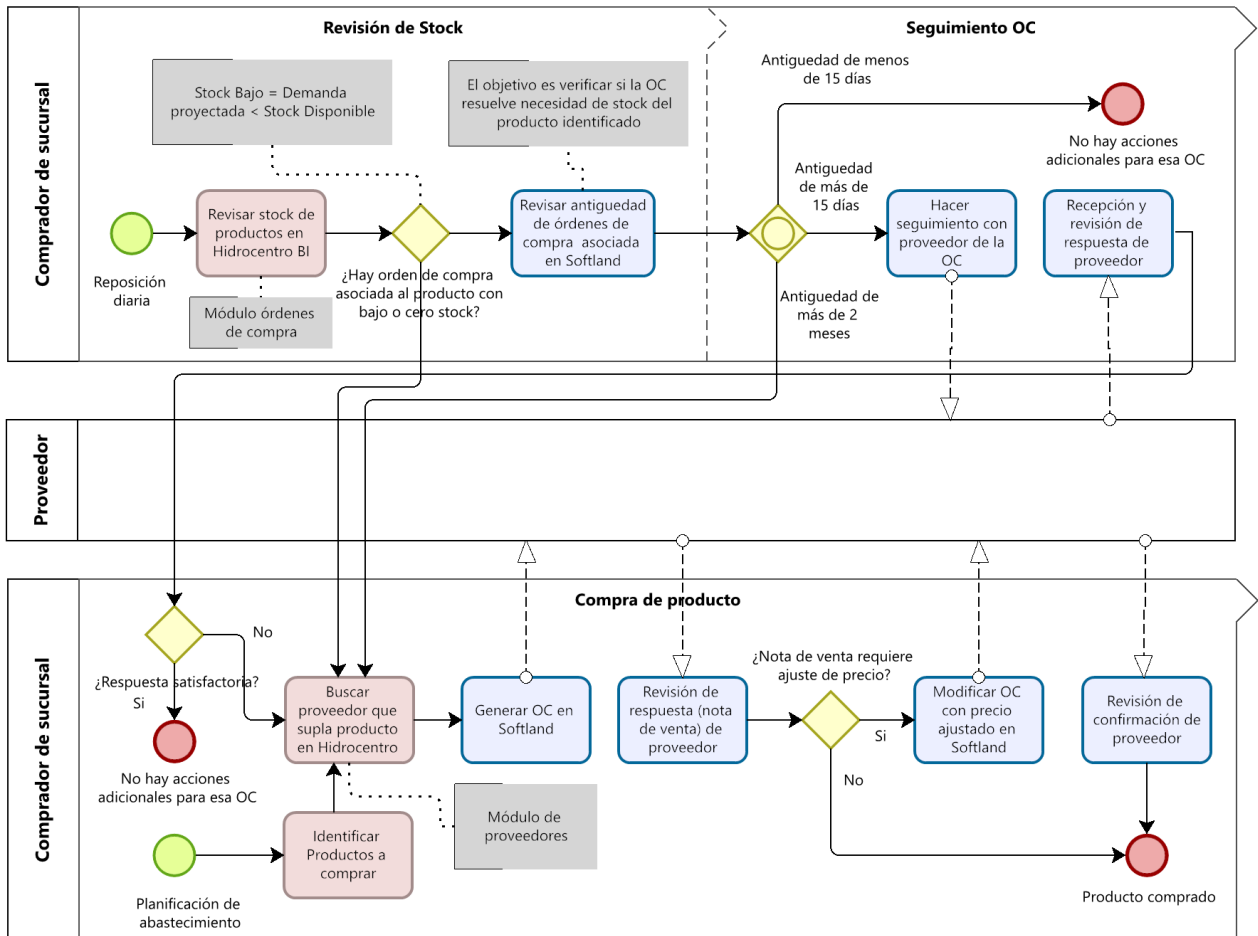 Revisión de Stock
Seguimiento OC
Comprador de sucursal
Stock Bajo = Demanda
proyectada < Stock Disponible
El objetivo es verificar si la OC
resuelve necesidad de stock del
producto identificado
Antiguedad de menos
de 15 días
No hay acciones
adicionales para esa OC
Reposición
diaria
Revisar stock de
productos en
Hidrocentro BI
Módulo órdenes
de compra
¿Hay orden de compra
asociada al producto con
bajo o cero stock?
Revisar antiguedad
de órdenes de
compra asociada
en Softland
Antiguedad
de más de
15 días
Antiguedad de
más de 2
meses
Hacer
seguimiento con
proveedor de la
OC
Recepción y
revisión de
respuesta de
proveedor
Proveedor
Compra de producto
Comprador de sucursal
No
¿Respuesta satisfactoria?
Si
No hay acciones
adicionales para esa OC
Buscar
proveedor que
supla producto
en Hidrocentro
Generar OC en
Softland
Revisión de
respuesta (nota
de venta) de
proveedor
¿Nota de venta requiere
ajuste de precio?
Si
No
Modificar OC
con precio
ajustado en
Softland
Revisión de
confirmación de
proveedor
Planificación de
abastecimiento
Identificar
Productos a
comprar
Módulo de
proveedores
Producto comprado